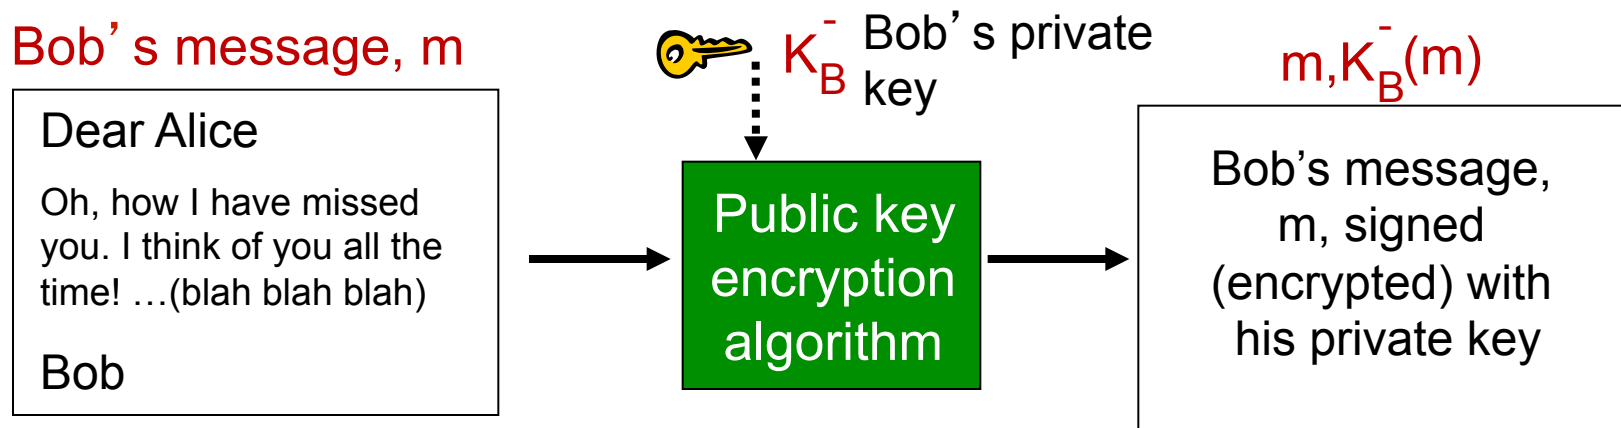 Bob’s message, m
Dear Alice
Oh, how I have missed
you. I think of you all the
time! …(blah blah blah)
Bob
K_B^-
Bob’s private
key
Public key
encryption
algorithm
m,K_B^-(m)
Bob’s message,
m, signed
(encrypted) with
his private key